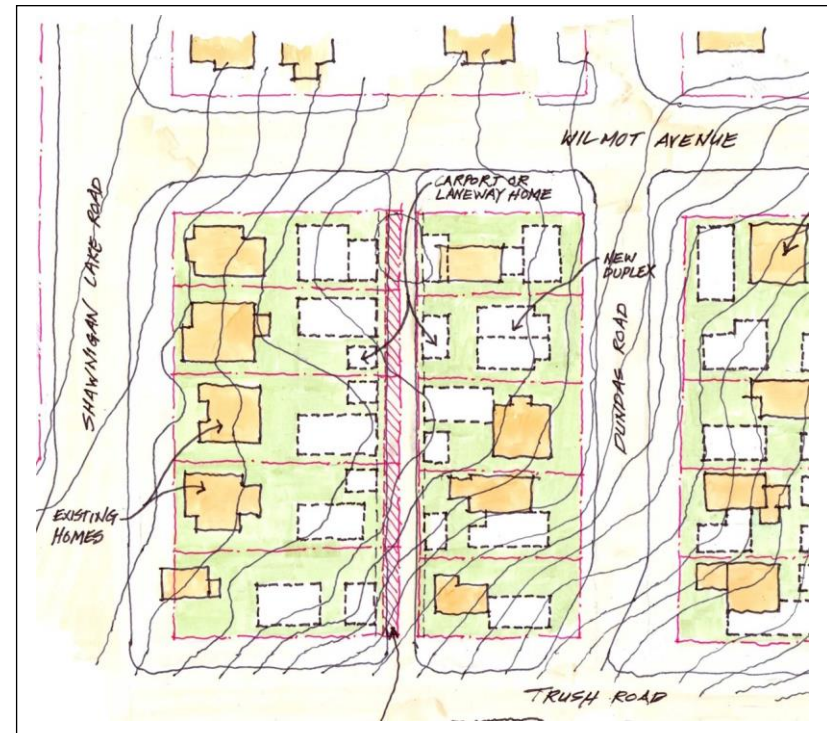 WILMOT AVENUE
CARPORT OR
LANEWAY HOME
SHAWNIGAN LAKE ROAD
NEW
DUPLEX
DUNDAS ROAD
EXISTING
HOMES
TRUSH ROAD